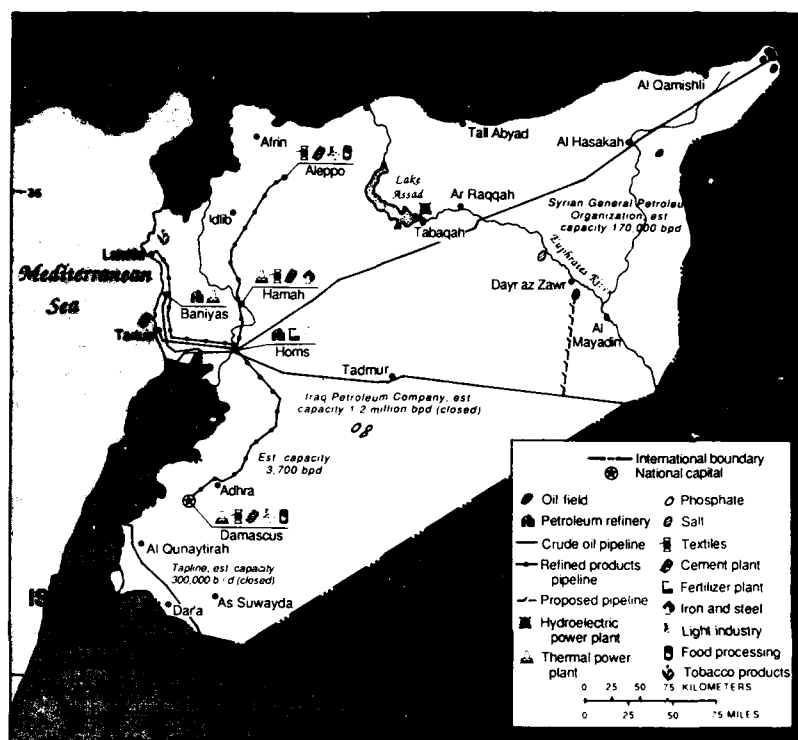 Al Qamishli
Afrin
Tall Abyad
Al Hasakah
Aleppo
36
Lake
Assad
Ar Raqqah
Idlib
Syrian General Petroleu
Organization, est
capacity 170,000 bpd
Tabaqah
Mediterranean
Sea
Euphrates
Hamah
Dayr az Zawr
Baniyas
Al
Mayadin
Homs
Tadmur
Iraq Petroleum Company, est
capacity 1.2 million bpd (closed)
Est capacity
3,700 bpd
Adhra
Damascus
Al Qunaytirah
Tapline, est capacity
300,000 b d (closed)
IS
Dar'a
As Suwayda
International boundary
National capital
Oil field
Petroleum refinery
Crude oil pipeline
Refined products
pipeline
Proposed pipeline
Hydroelectric
power plant
Thermal power
plant
Phosphate
Salt
Textiles
Cement plant
Fertilizer plant
Iron and steel
Light industry
Food processing
Tobacco products
0 25 50 75 KILOMETERS
0 25 50 75 MILES